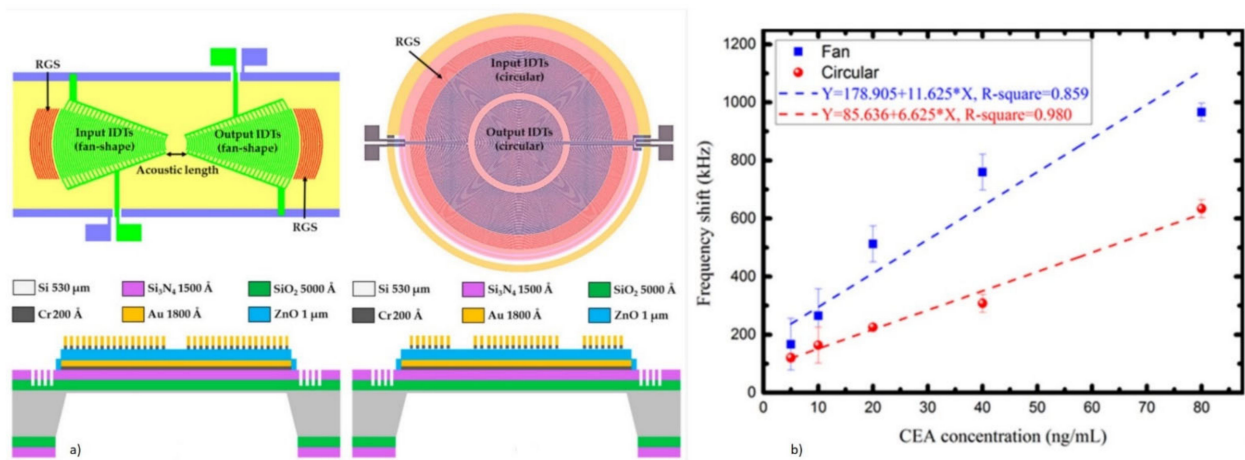 RGS
Input IDTs
(fan-shape)
Output IDTs
(fan-shape)
Acoustic length
RGS
RGS
Input IDTs
(circular)
Output IDTs
(circular)
Si 530 μm
Si₃N₄ 1500 Å
SiO₂ 5000 Å
Cr 200 Å
Au 1800 Å
ZnO 1 μm
Si 530 μm
Si₃N₄ 1500 Å
SiO₂ 5000 Å
Cr 200 Å
Au 1800 Å
ZnO 1 μm
a)
Frequency shift (kHz)
1200
1000
800
600
400
200
0
Fan
Circular
Y=178.905+11.625*X, R-square=0.859
Y=85.636+6.625*X, R-square=0.980
0 10 20 30 40 50 60 70 80
CEA concentration (ng/mL)
b)